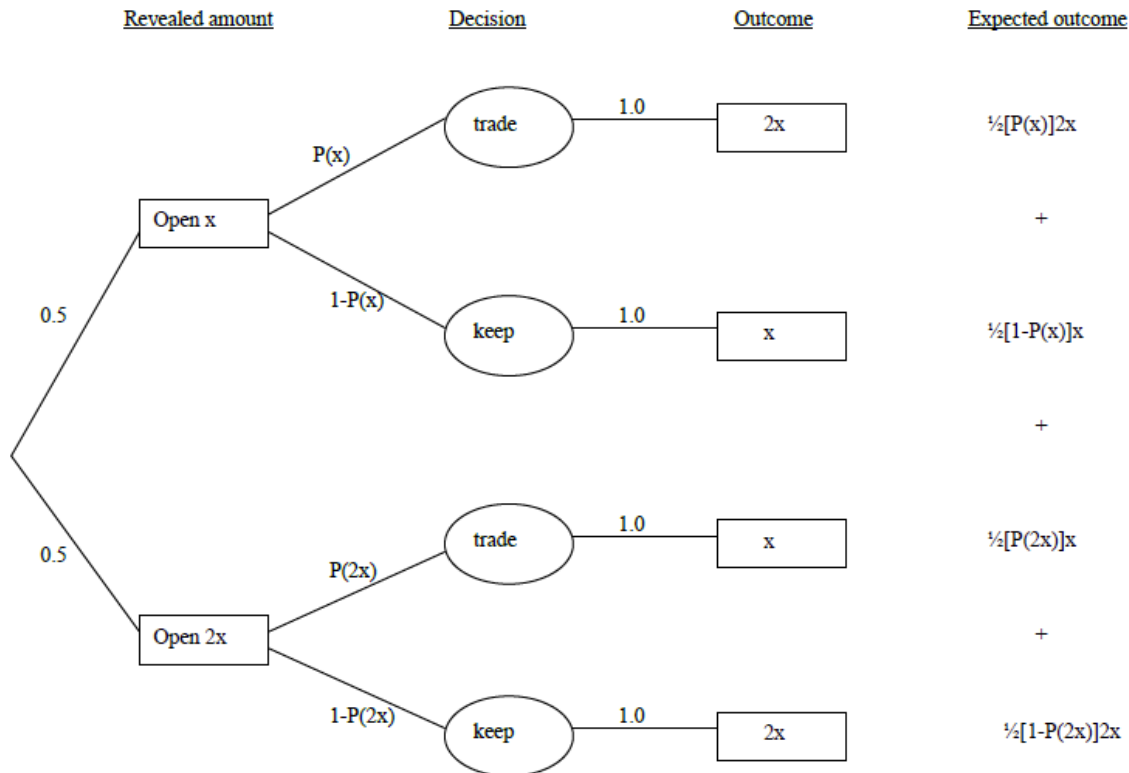 Revealed amount Decision Outcome Expected outcome
trade 1.0 2x ½[P(x)]2x
P(x)
Open x +
1-P(x)
0.5
keep 1.0 x ½[1-P(x)]x
+
0.5
trade 1.0 x ½[P(2x)]x
P(2x)
Open 2x +
1-P(2x)
keep 1.0 2x ½[1-P(2x)]2x